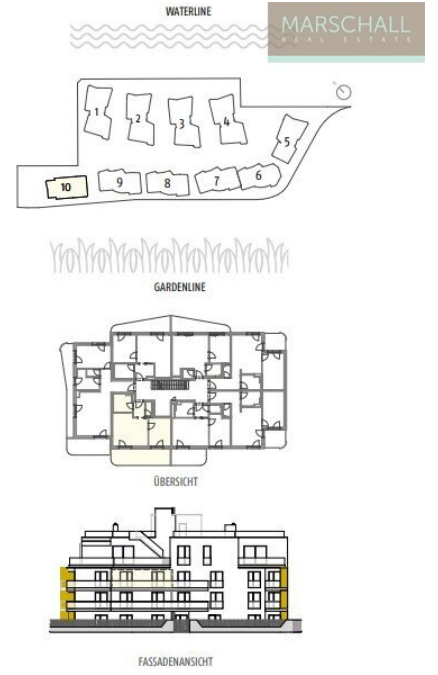 WATERLINE
MARSCHALL
REAL ESTATE
1
2
3
4
5
6
7
8
9
10
GARDENLINE
ÜBERSICHT
FASSADENANSICHT